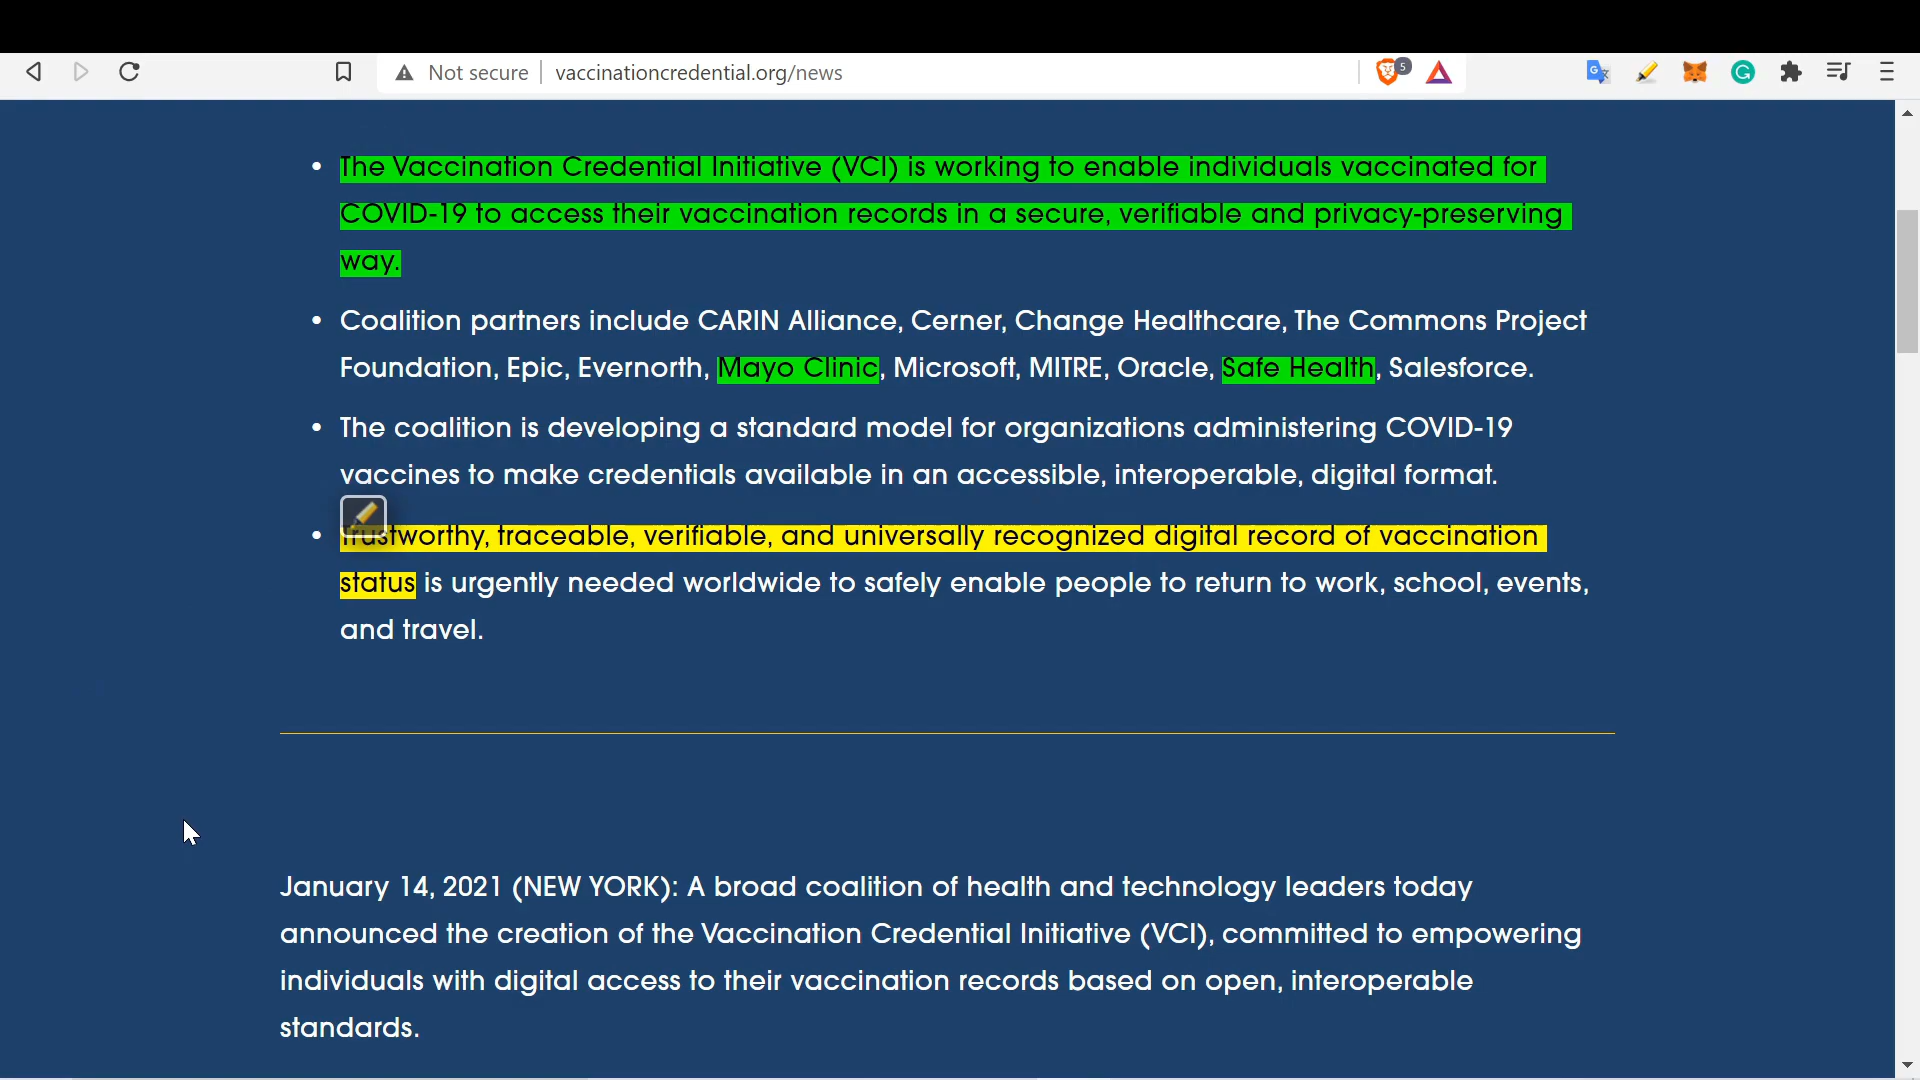 Not secure
vaccinationcredential.org/news
5
• The Vaccination Credential Initiative (VCI) is working to enable individuals vaccinated for
COVID-19 to access their vaccination records in a secure, verifiable and privacy-preserving
way.
• Coalition partners include CARIN Alliance, Cerner, Change Healthcare, The Commons Project
Foundation, Epic, Evernorth, Mayo Clinic, Microsoft, MITRE, Oracle, Safe Health, Salesforce.
• The coalition is developing a standard model for organizations administering COVID-19
vaccines to make credentials available in an accessible, interoperable, digital format.
• Trustworthy, traceable, verifiable, and universally recognized digital record of vaccination
status is urgently needed worldwide to safely enable people to return to work, school, events,
and travel.
January 14, 2021 (NEW YORK): A broad coalition of health and technology leaders today
announced the creation of the Vaccination Credential Initiative (VCI), committed to empowering
individuals with digital access to their vaccination records based on open, interoperable
standards.